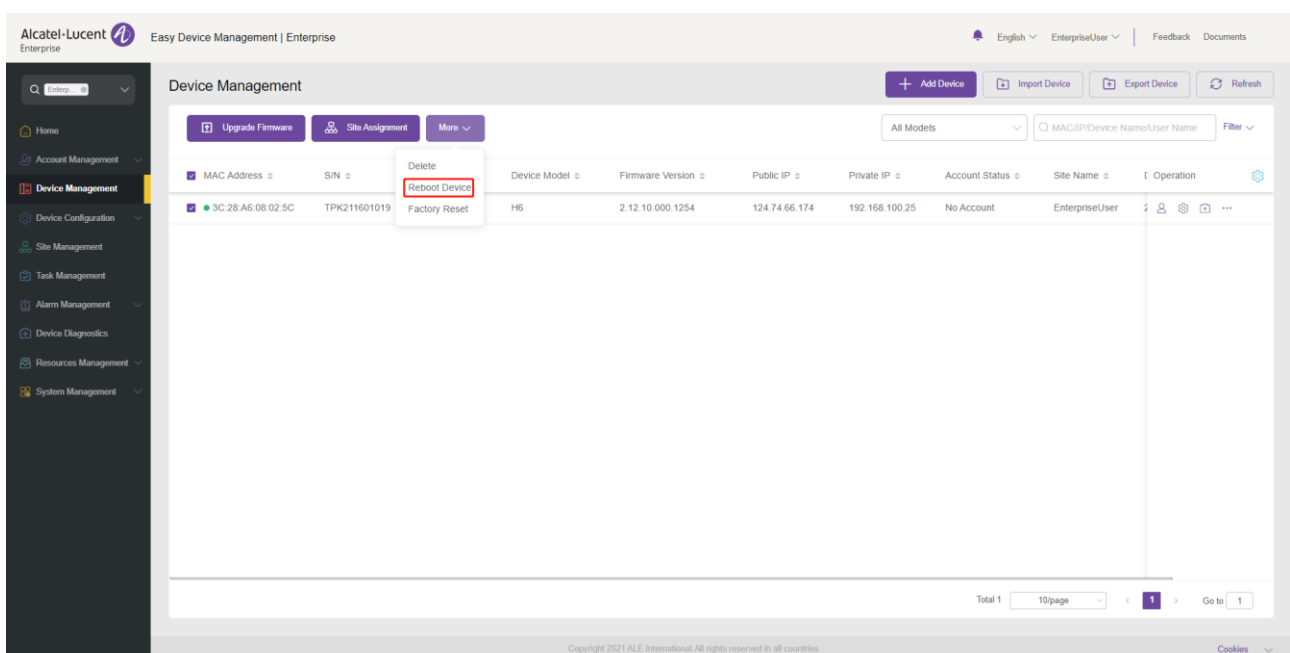 Alcatel·Lucent
Enterprise
Easy Device Management | Enterprise
English
EnterpriseUser
Feedback
Documents
Enterp...
Home
Account Management
Device Management
Device Configuration
Site Management
Task Management
Alarm Management
Device Diagnostics
Resources Management
System Management
Device Management
Add Device
Import Device
Export Device
Refresh
Upgrade Firmware
Site Assignment
More
All Models
MAC/IP/Device Name/User Name
Filter
Delete
Reboot Device
Factory Reset
MAC Address
S/N
Device Model
Firmware Version
Public IP
Private IP
Account Status
Site Name
Operation
3C:28:A6:08:02:5C
TPK211601019
H6
2.12.10.000.1254
124.74.66.174
192.168.100.25
No Account
EnterpriseUser
Total 1
10/page
1
Go to
1
Copyright 2021 ALE International.All rights reserved in all countries
Cookies